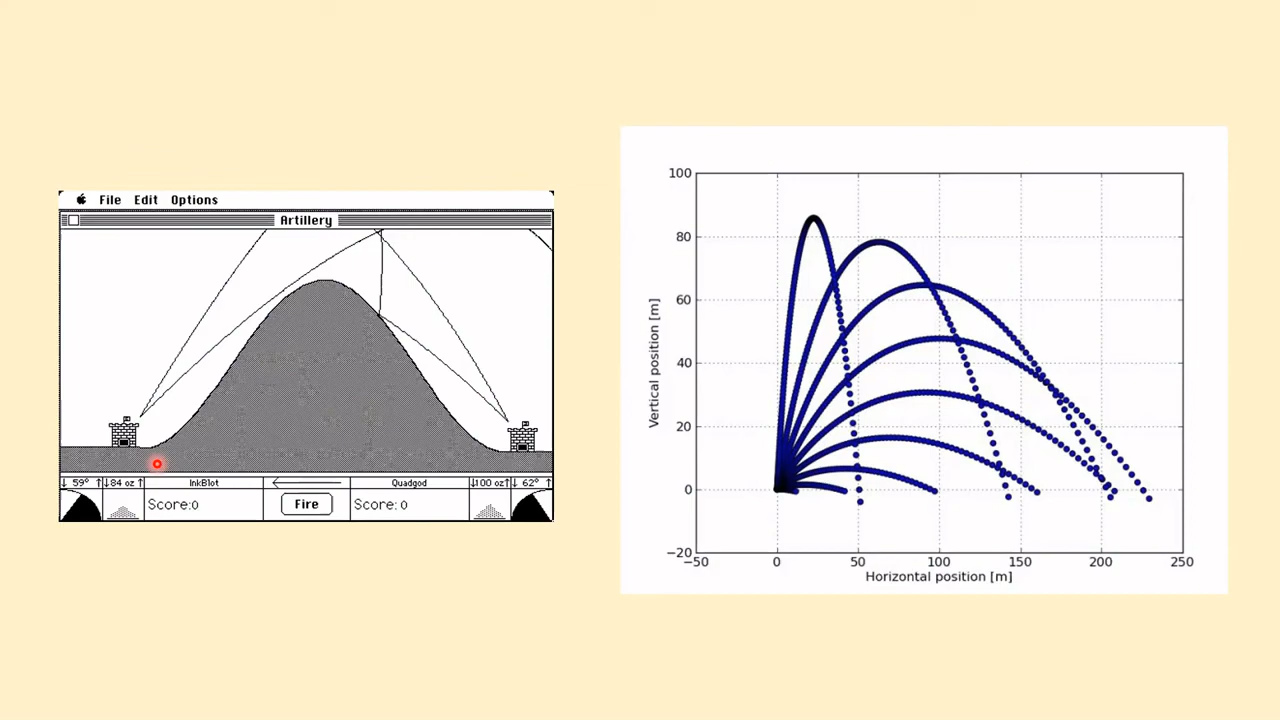 File Edit Options
Artillery
↓ 59° ↑ ↓84 oz↑ InkBlot Quadgod ↓100 oz↑ ↓ 62° ↑
Score:0 Fire Score: 0
100
80
60
40
20
0
−20
−50 0 50 100 150 200 250
Vertical position [m]
Horizontal position [m]